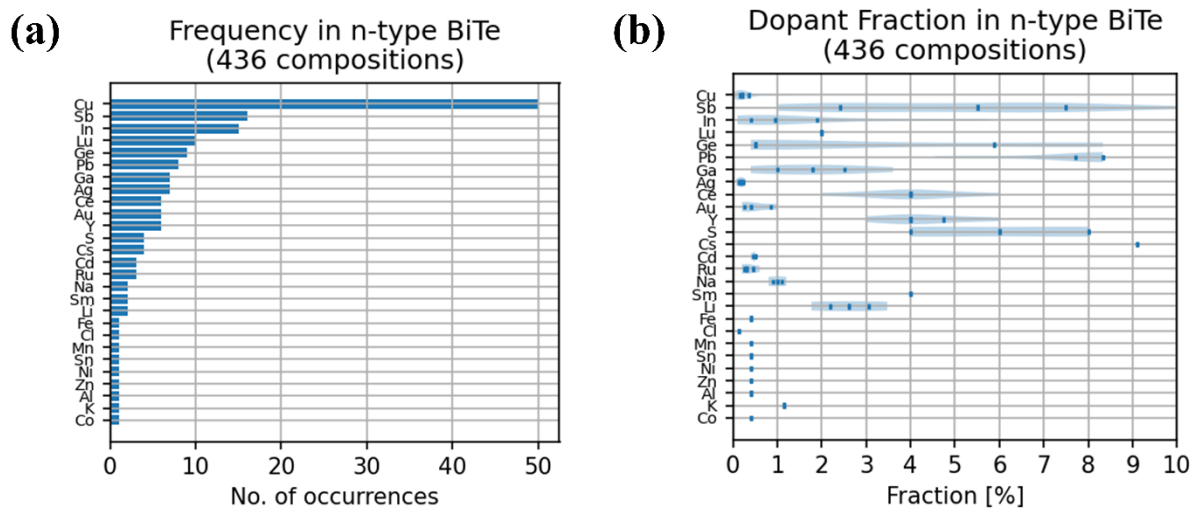 (a)
Frequency in n-type BiTe
(436 compositions)
Cu
Sb
In
Lu
Ge
Pb
Ga
Ag
Ce
Au
Y
S
Cs
Cd
Ru
Na
Sm
Li
Fe
Cl
Mn
Sn
Ni
Zn
Al
K
Co
0 10 20 30 40 50
No. of occurrences
(b)
Dopant Fraction in n-type BiTe
(436 compositions)
Cu
Sb
In
Lu
Ge
Pb
Ga
Ag
Ce
Au
Y
S
Cs
Cd
Ru
Na
Sm
Li
Fe
Cl
Mn
Sn
Ni
Zn
Al
K
Co
0 1 2 3 4 5 6 7 8 9 10
Fraction [%]